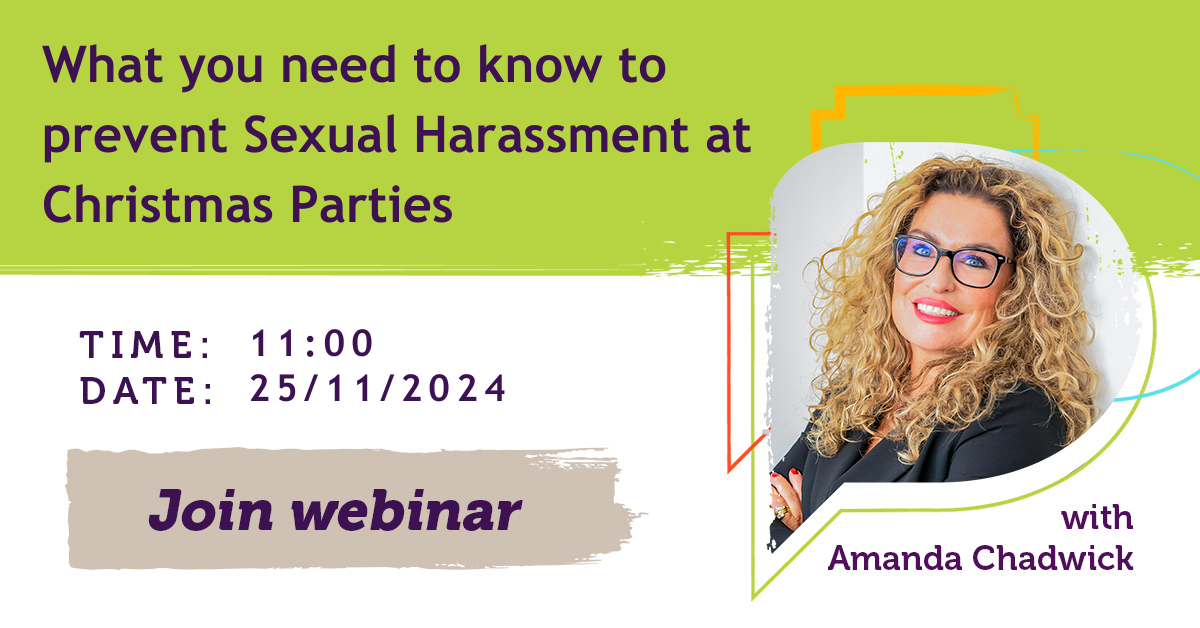 What you need to know to
prevent Sexual Harassment at
Christmas Parties
TIME: 11:00
DATE: 25/11/2024
Join webinar
with
Amanda Chadwick